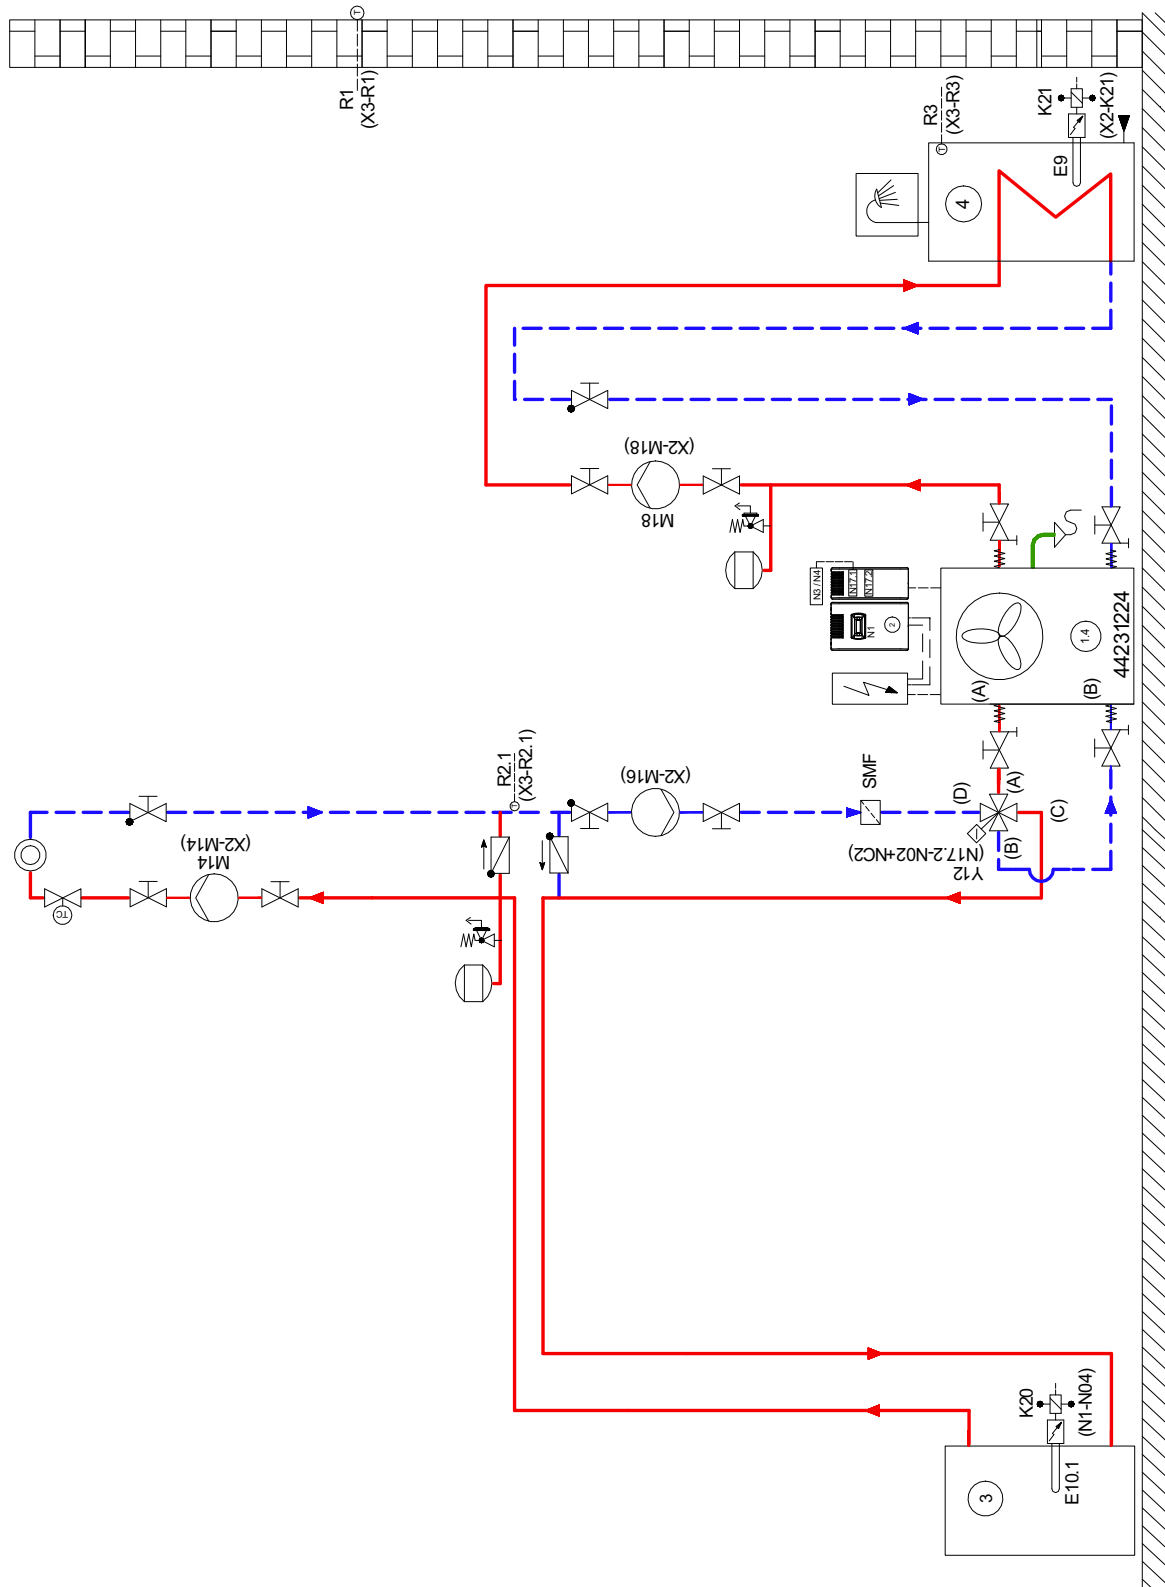 R1
(X3-R1)
T
R3
(X3-R3)
T
K21
(X2-K21)
E9
4
M18
(X2-M18)
N3 / N4
N17.1
N17.2
N1
2
1.4
44231224
(A)
(B)
R2.1
(X3-R2.1)
T
M14
(X2-M14)
TC
(X2-M16)
SMF
(D)
(A)
(B)
(C)
Y12
(N17.2-N02+NC2)
K20
(N1-N04)
E10.1
3